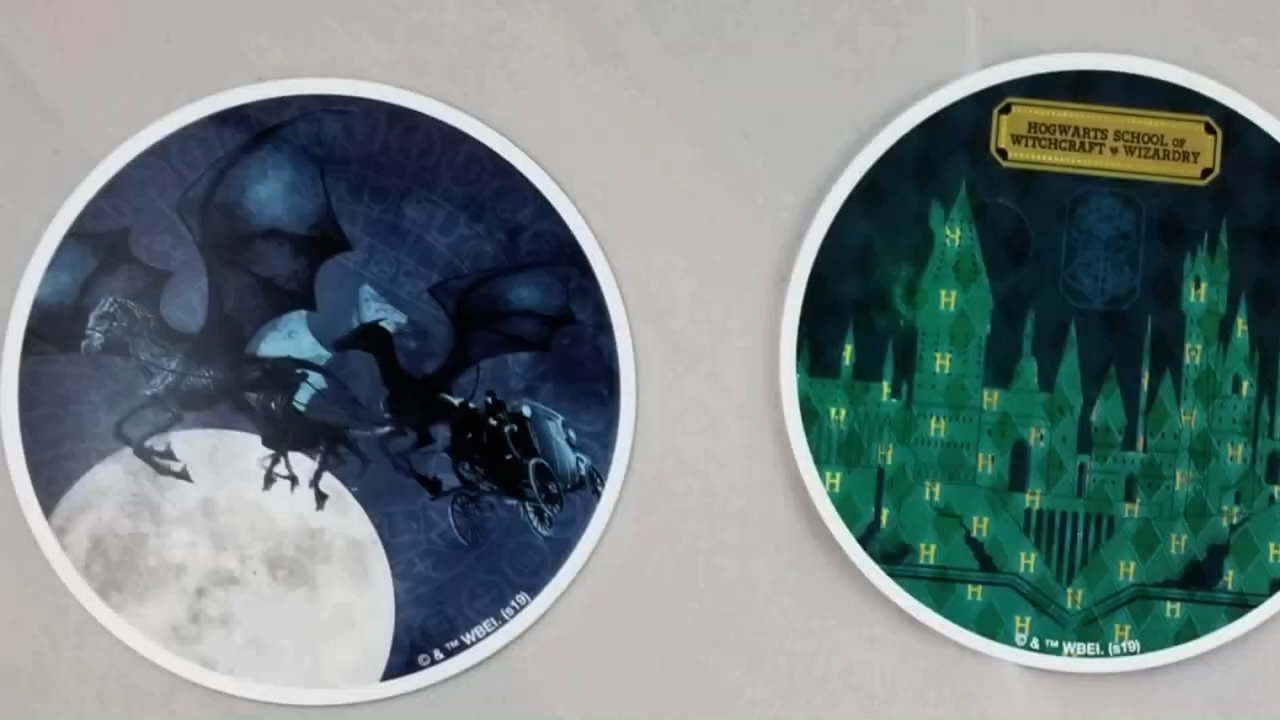 © & ™ WBEI. (s19)
HOGWARTS SCHOOL OF
WITCHCRAFT & WIZARDRY
H
© & ™ WBEI. (s19)